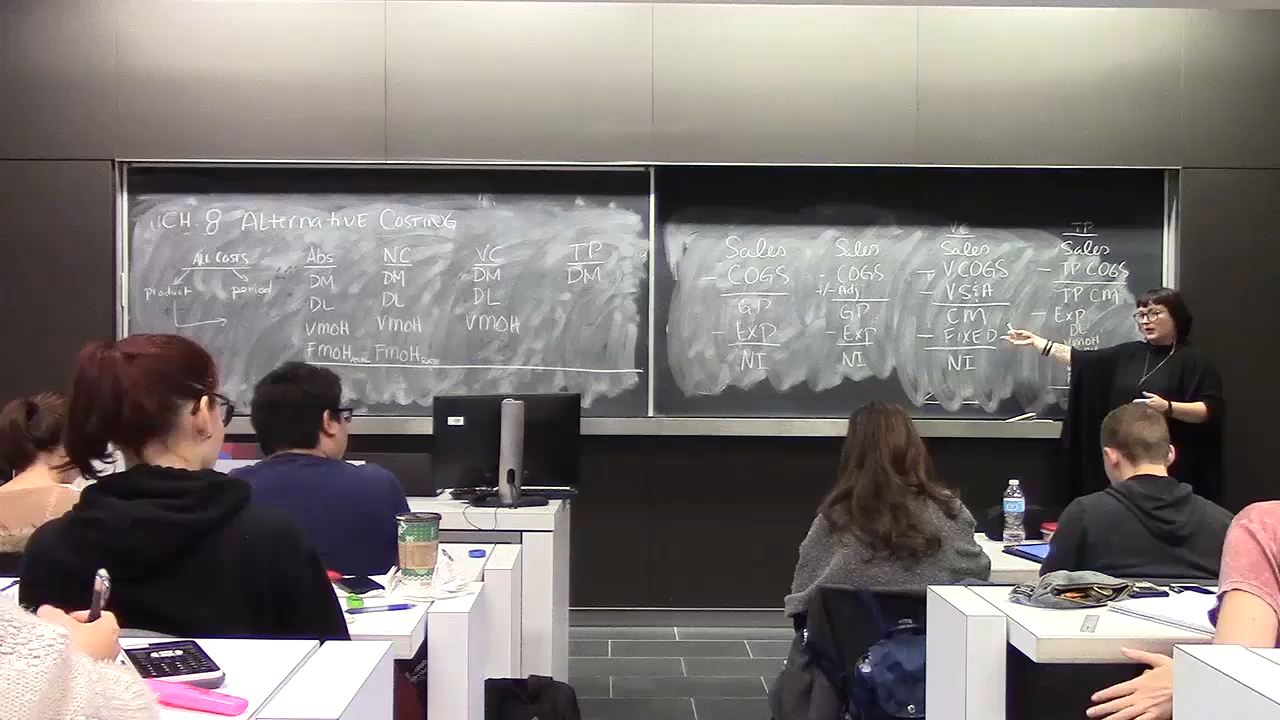 CH. 8 Alternative Costing
All Costs
product period
Abs
DM
DL
VMOH
FMOH
NC
DM
DL
VMOH
FMOH RATE
VC
DM
DL
VMOH
TP
DM
Sales
- COGS
GP
- Exp
NI
Sales
- COGS
+/- Adj
GP
- Exp
NI
VC
Sales
- VCOGS
- VS&A
CM
- FIXED
NI
TP
Sales
- TP COGS
TP CM
- Exp
DL
VMOH